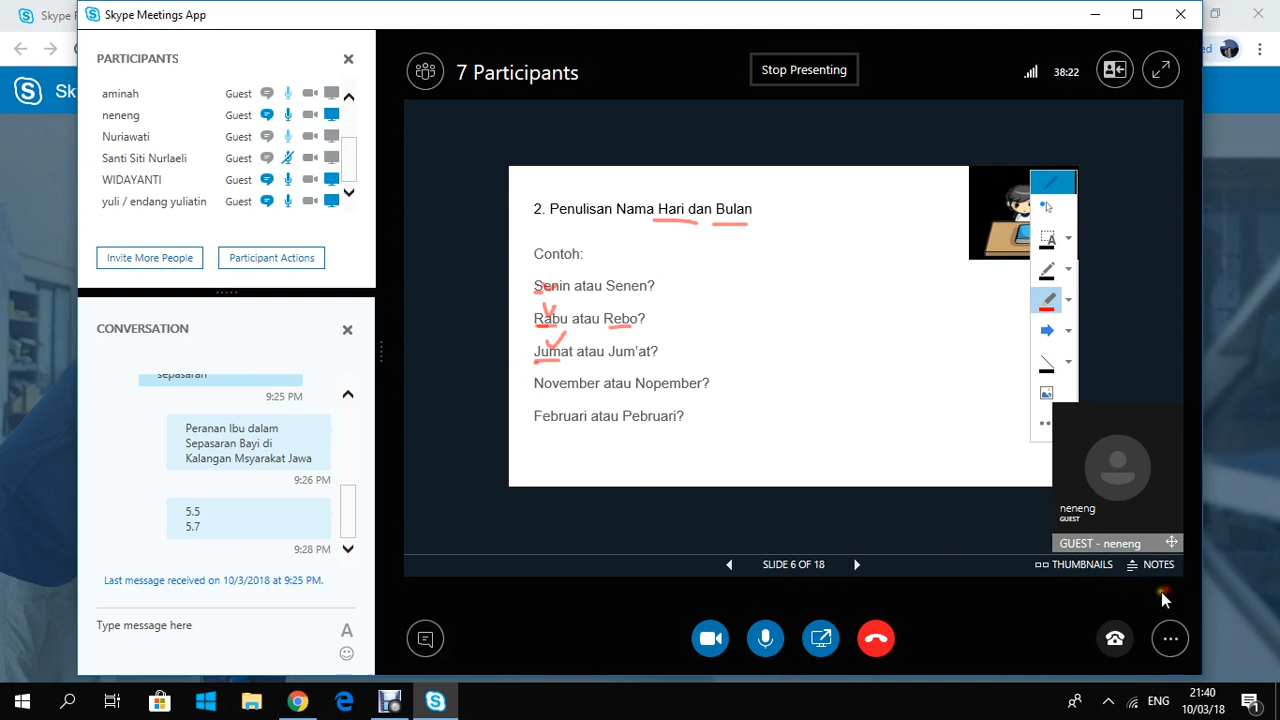 Skype
Skype Meetings App
ed
Sk
PARTICIPANTS
aminah Guest
neneng Guest
Nuriawati Guest
Santi Siti Nurlaeli Guest
WIDAYANTI Guest
yuli / endang yuliatin Guest
Invite More People
Participant Actions
CONVERSATION
sepasaran
9:25 PM
Peranan Ibu dalam
Sepasaran Bayi di
Kalangan Msyarakat Jawa
9:26 PM
5.5
5.7
9:28 PM
Last message received on 10/3/2018 at 9:25 PM.
Type message here
7 Participants
Stop Presenting
38:22
2. Penulisan Nama Hari dan Bulan
Contoh:
Senin atau Senen?
Rabu atau Rebo?
Jumat atau Jum'at?
November atau Nopember?
Februari atau Pebruari?
neneng
GUEST
GUEST - neneng
SLIDE 6 OF 18
THUMBNAILS
NOTES
ENG
21:40
10/03/18
1